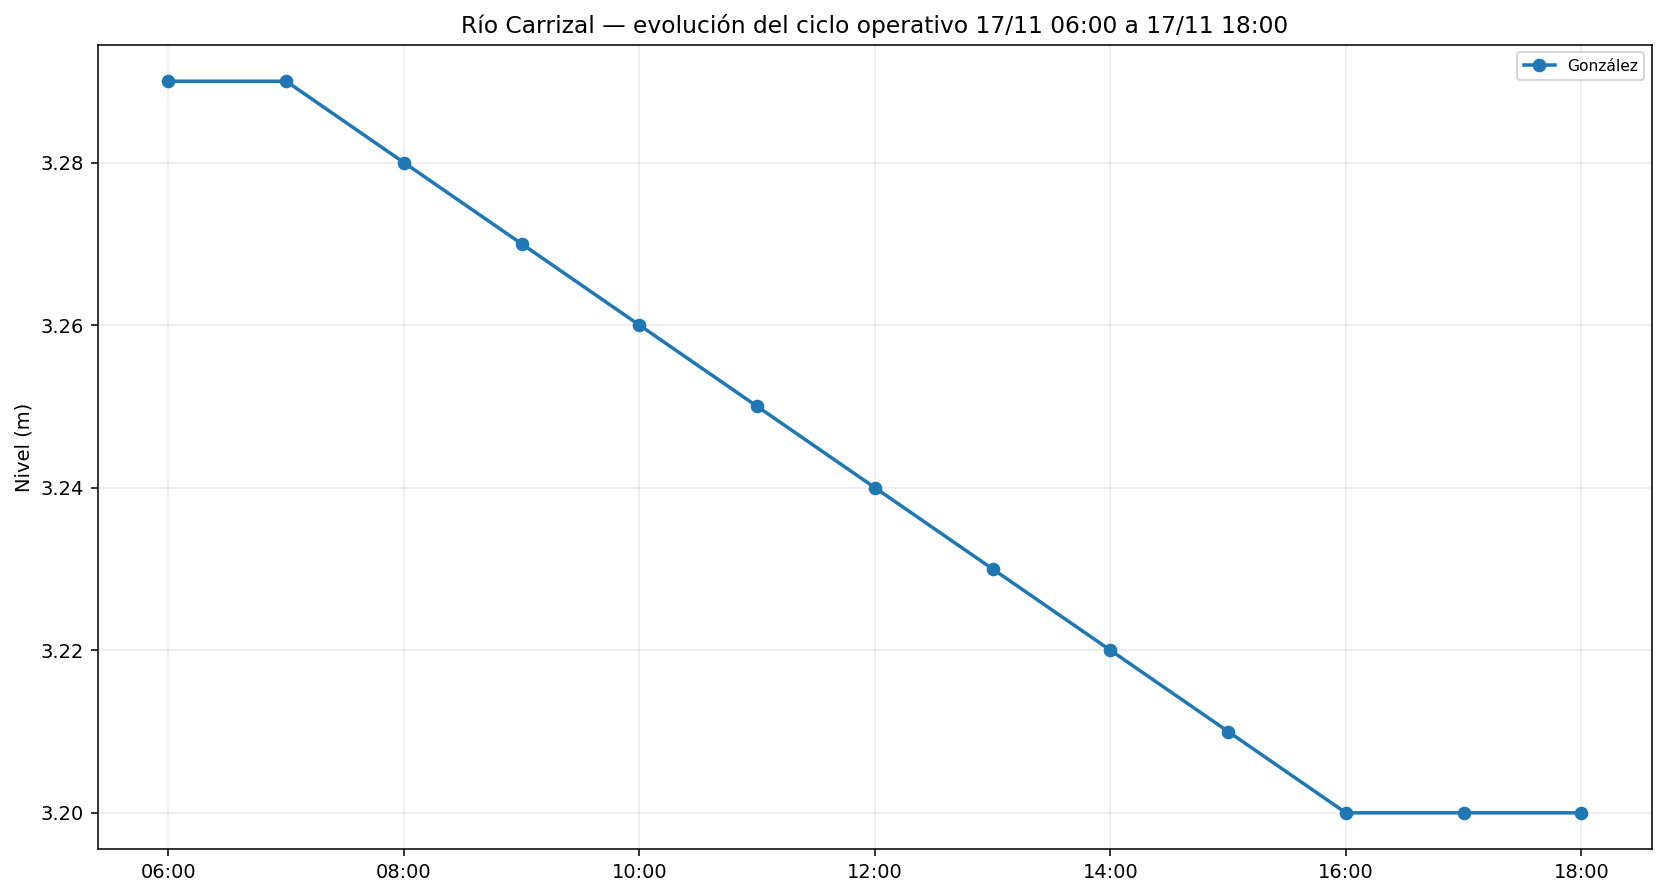 Río Carrizal — evolución del ciclo operativo 17/11 06:00 a 17/11 18:00
González
Nivel (m)
3.28
3.26
3.24
3.22
3.20
06:00 08:00 10:00 12:00 14:00 16:00 18:00